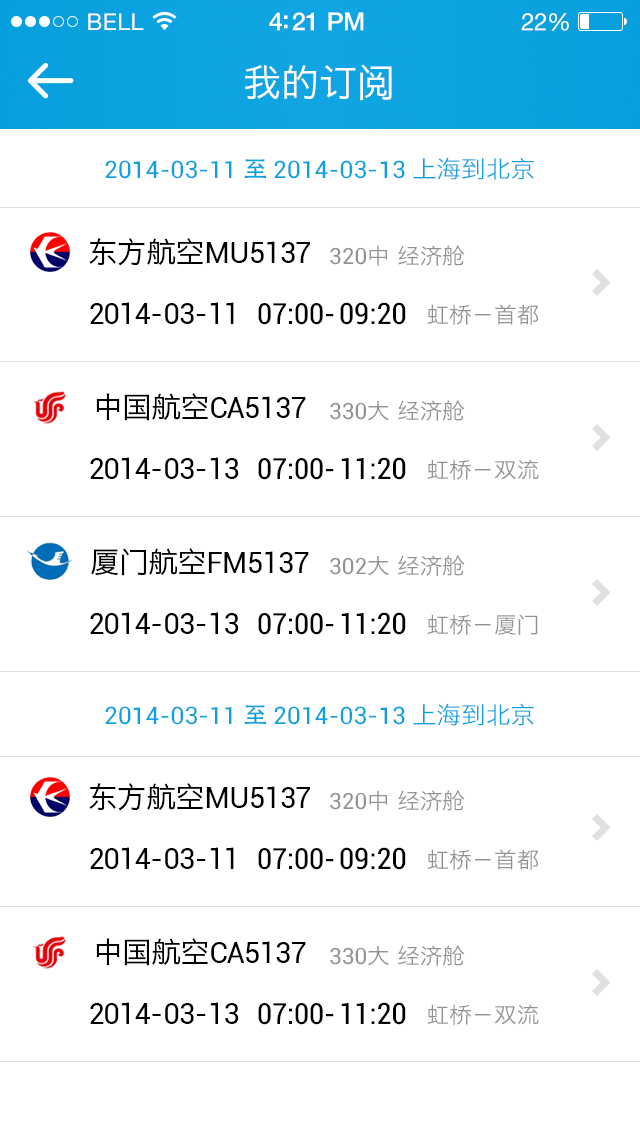 BELL 4:21 PM 22%
我的订阅
2014-03-11 至 2014-03-13 上海到北京
东方航空MU5137 320中 经济舱
2014-03-11 07:00-09:20 虹桥－首都
中国航空CA5137 330大 经济舱
2014-03-13 07:00-11:20 虹桥－双流
厦门航空FM5137 302大 经济舱
2014-03-13 07:00-11:20 虹桥－厦门
2014-03-11 至 2014-03-13 上海到北京
东方航空MU5137 320中 经济舱
2014-03-11 07:00-09:20 虹桥－首都
中国航空CA5137 330大 经济舱
2014-03-13 07:00-11:20 虹桥－双流